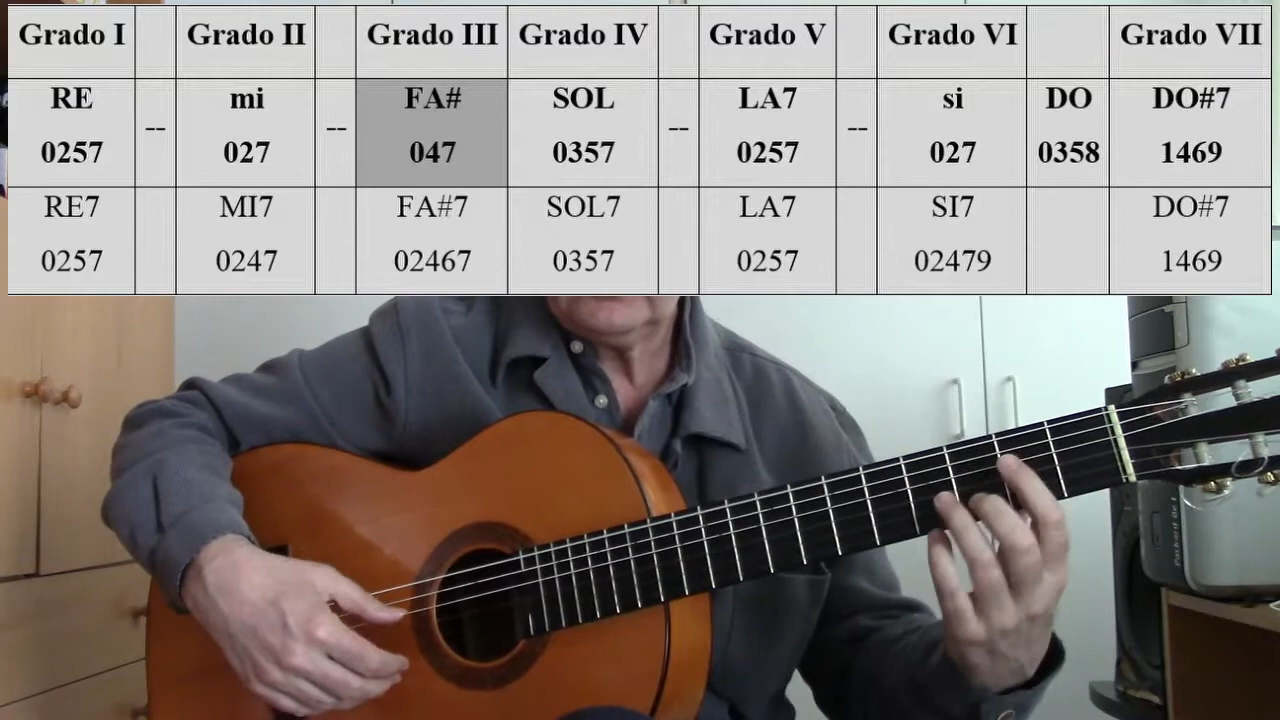 Grado I Grado II Grado III Grado IV Grado V Grado VI Grado VII
RE mi FA# SOL LA7 si DO DO#7
-- -- -- --
0257 027 047 0357 0257 027 0358 1469
RE7 MI7 FA#7 SOL7 LA7 SI7 DO#7
0257 0247 02467 0357 0257 02479 1469